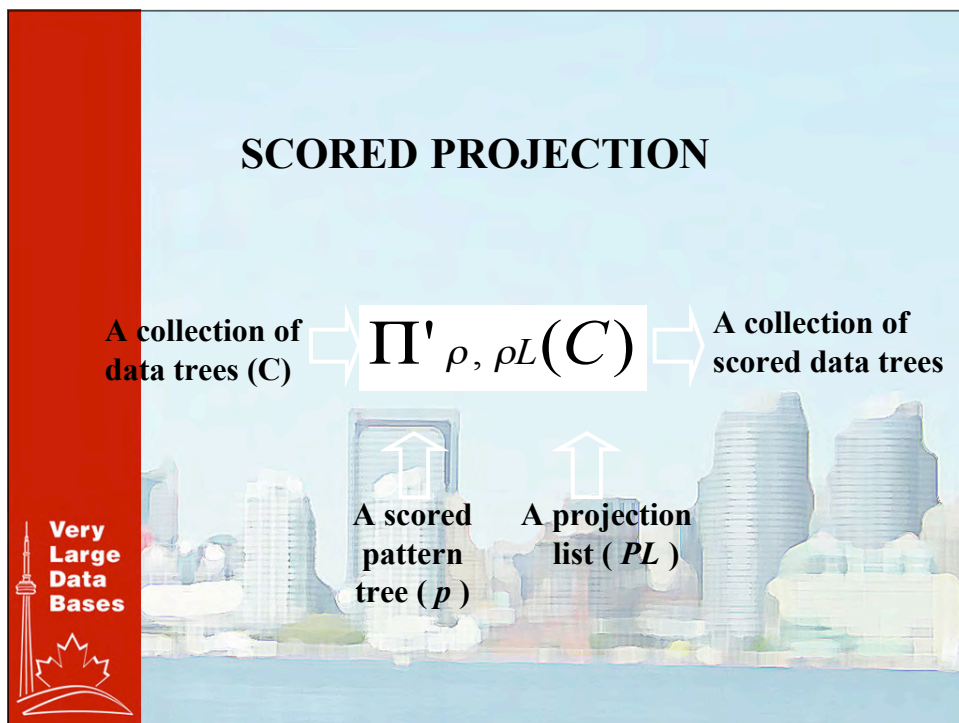 SCORED PROJECTION
A collection of
data trees (C)
Π' ρ, ρL(C)
A collection of
scored data trees
A scored
pattern
tree ( p )
A projection
list ( PL )
Very
Large
Data
Bases